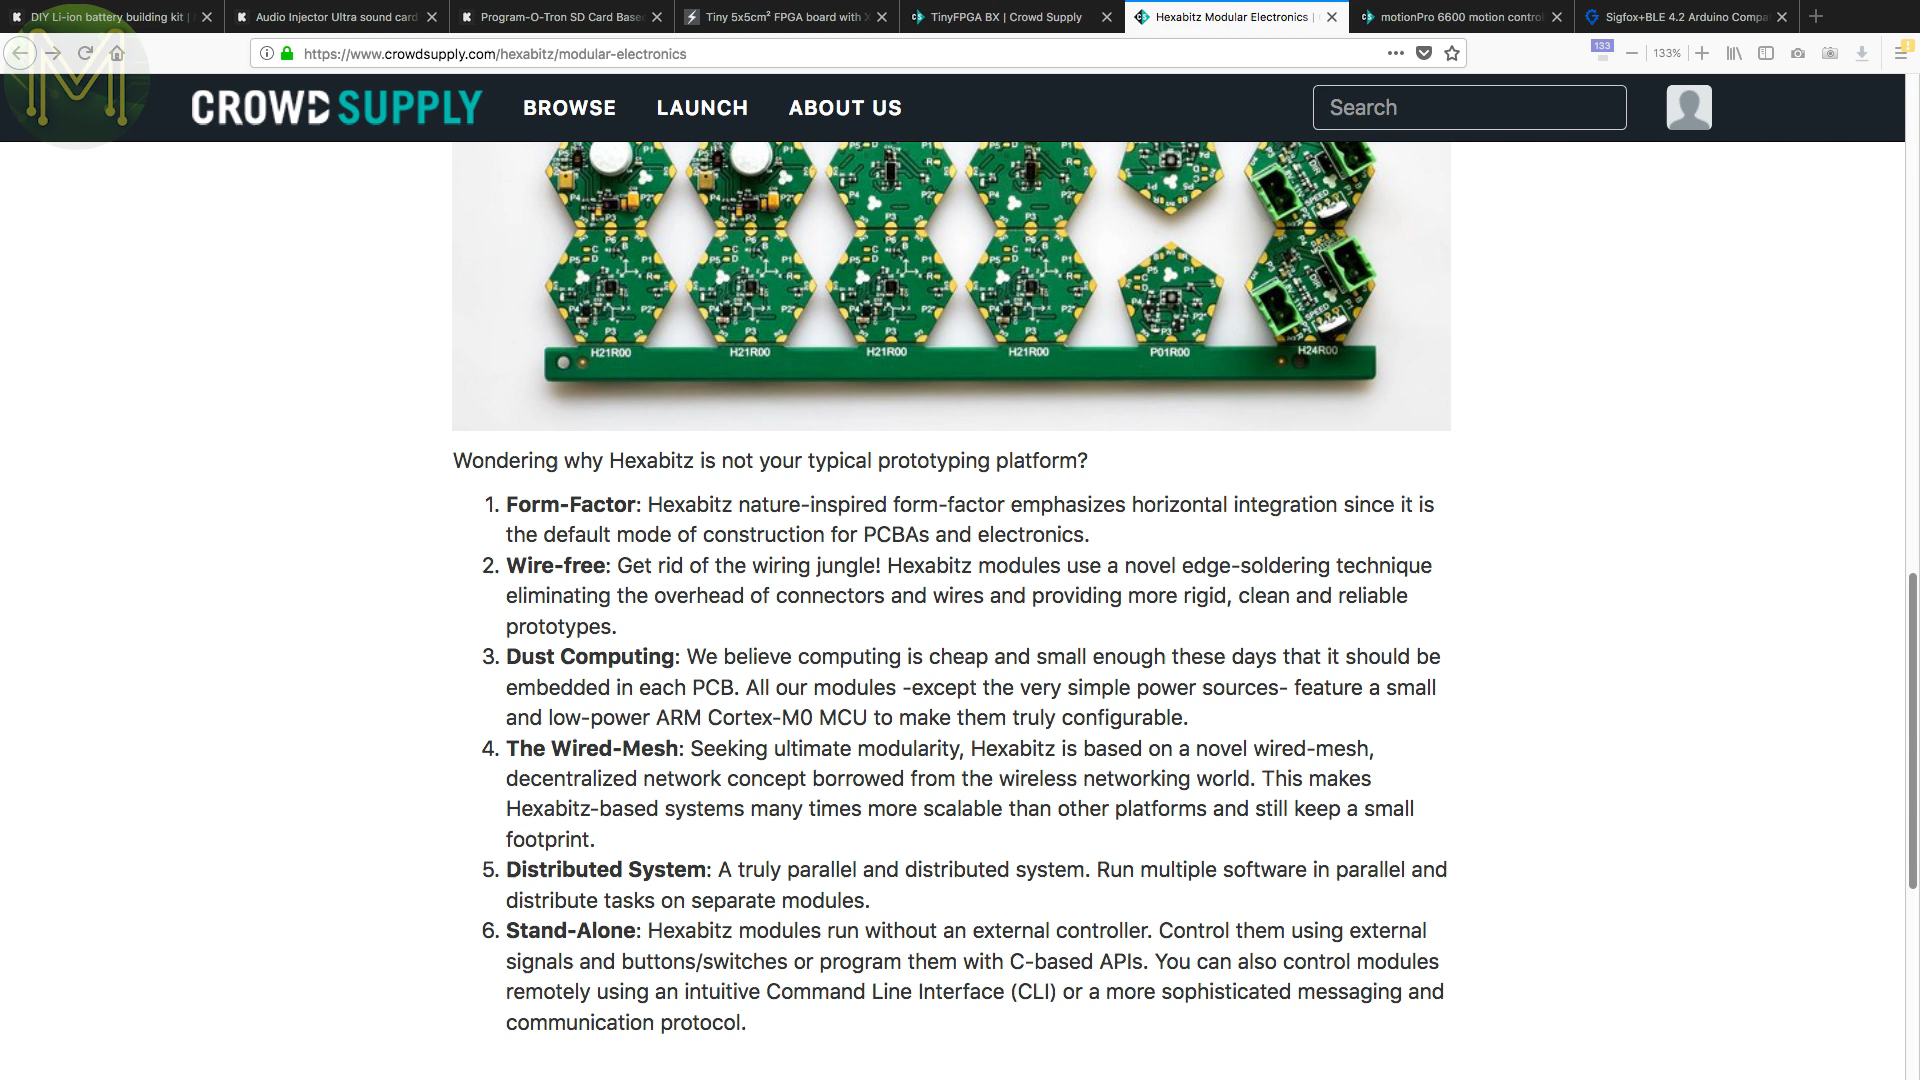 DIY Li-ion battery building kit |
Audio Injector Ultra sound card
Program-O-Tron SD Card Base
Tiny 5x5cm² FPGA board with X
TinyFPGA BX | Crowd Supply
Hexabitz Modular Electronics |
motionPro 6600 motion control
Sigfox+BLE 4.2 Arduino Compa
https://www.crowdsupply.com/hexabitz/modular-electronics
133
133%
M
CROWD SUPPLY
BROWSE
LAUNCH
ABOUT US
Search
H21R00
H21R00
H21R00
H21R00
P01R00
H24R00
Wondering why Hexabitz is not your typical prototyping platform?
1. Form-Factor: Hexabitz nature-inspired form-factor emphasizes horizontal integration since it is
the default mode of construction for PCBAs and electronics.
2. Wire-free: Get rid of the wiring jungle! Hexabitz modules use a novel edge-soldering technique
eliminating the overhead of connectors and wires and providing more rigid, clean and reliable
prototypes.
3. Dust Computing: We believe computing is cheap and small enough these days that it should be
embedded in each PCB. All our modules -except the very simple power sources- feature a small
and low-power ARM Cortex-M0 MCU to make them truly configurable.
4. The Wired-Mesh: Seeking ultimate modularity, Hexabitz is based on a novel wired-mesh,
decentralized network concept borrowed from the wireless networking world. This makes
Hexabitz-based systems many times more scalable than other platforms and still keep a small
footprint.
5. Distributed System: A truly parallel and distributed system. Run multiple software in parallel and
distribute tasks on separate modules.
6. Stand-Alone: Hexabitz modules run without an external controller. Control them using external
signals and buttons/switches or program them with C-based APIs. You can also control modules
remotely using an intuitive Command Line Interface (CLI) or a more sophisticated messaging and
communication protocol.